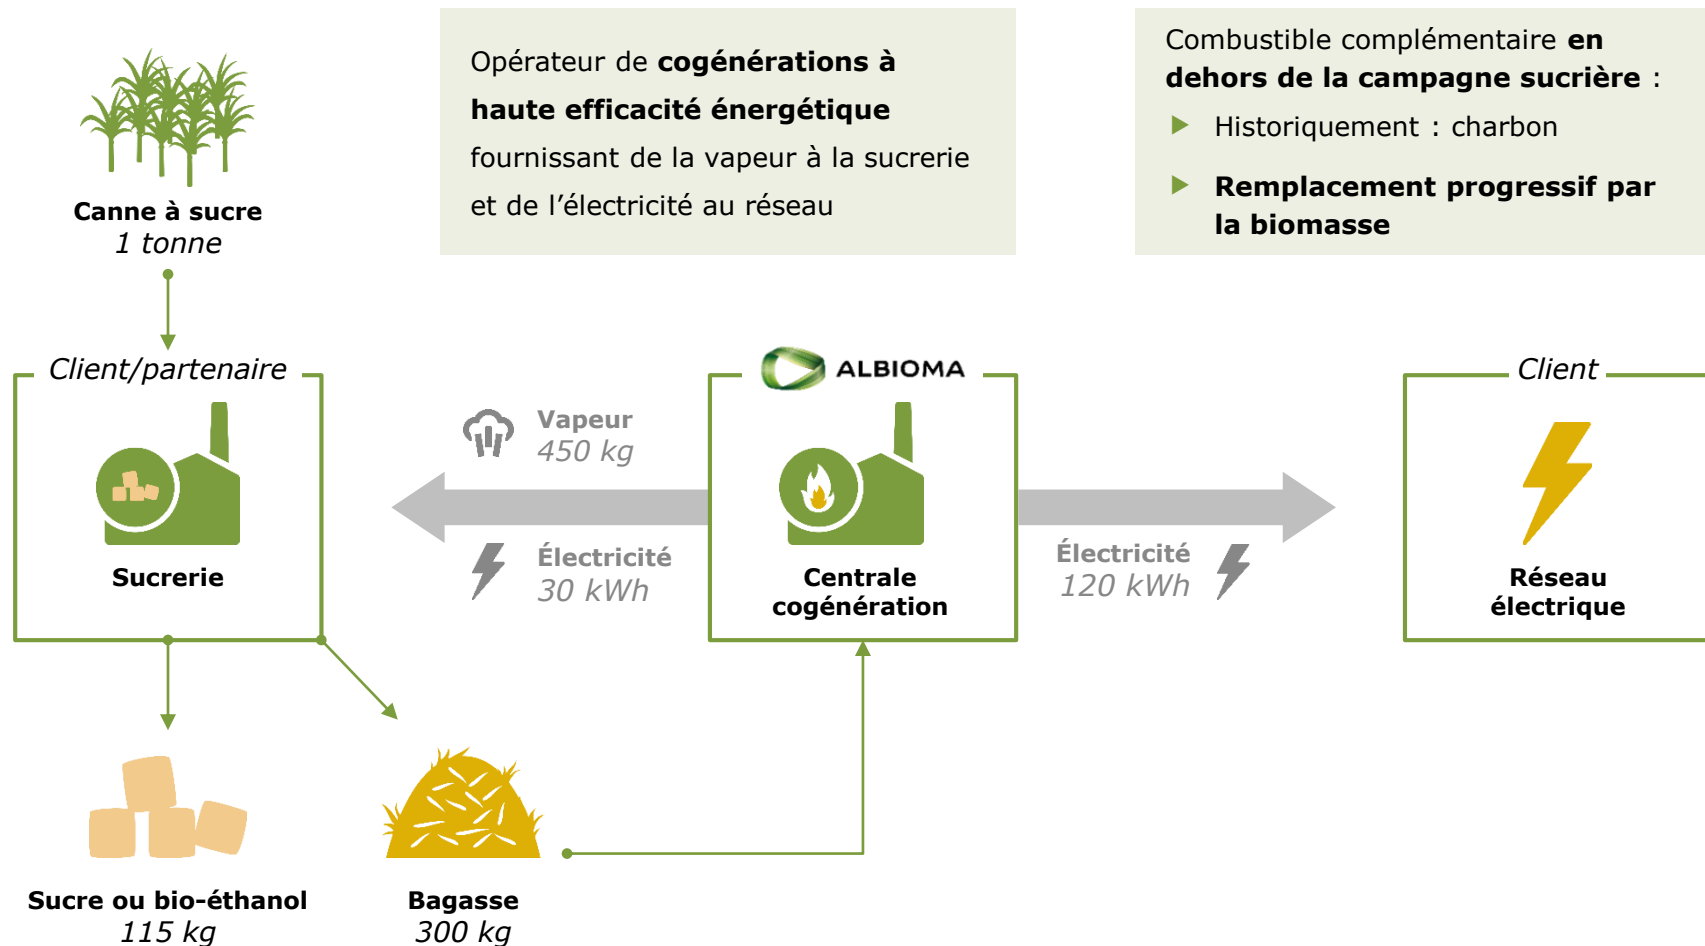 Canne à sucre
1 tonne
Opérateur de cogénérations à
haute efficacité énergétique
fournissant de la vapeur à la sucrerie
et de l’électricité au réseau
Combustible complémentaire en
dehors de la campagne sucrière :
Historiquement : charbon
Remplacement progressif par
la biomasse
Client/partenaire
Sucrerie
Vapeur
450 kg
Électricité
30 kWh
ALBIOMA
Centrale
cogénération
Électricité
120 kWh
Client
Réseau
électrique
Sucre ou bio-éthanol
115 kg
Bagasse
300 kg